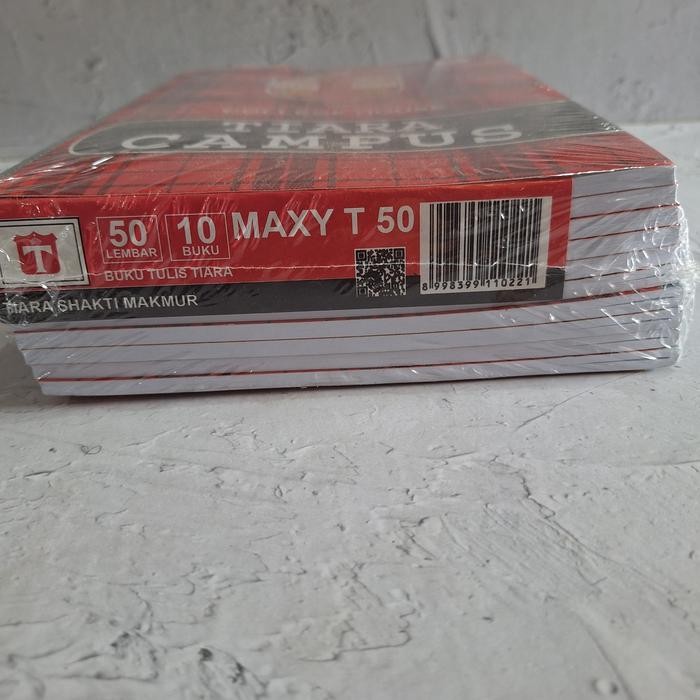 TIARA
CAMPUS
T
50
LEMBAR
10
BUKU
MAXY T 50
BUKU TULIS TIARA
TIARA SHAKTI MAKMUR
8 998399 110221